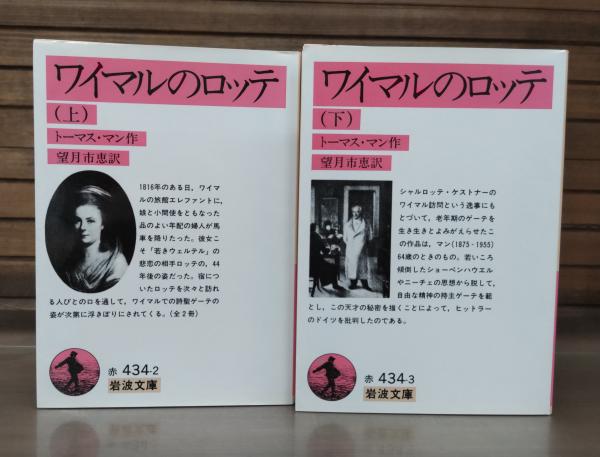 ワイマルのロッテ
(上)
トーマス・マン作
望月市恵訳
1816年のある日,ワイマ
ルの旅館エレファントに,
娘と小間使をともなった
品のよい年配の婦人が馬
車を降りたった。彼女こ
そ「若きウェルテル」の
悲恋の相手ロッテの,44
年後の姿だった。宿につ
いたロッテを次々と訪れ
る人びとの口を通して,ワイマルでの詩聖ゲーテの
姿が次第に浮きぼりにされてくる。(全2冊)
赤 434-2
岩波文庫
ワイマルのロッテ
(下)
トーマス・マン作
望月市恵訳
シャルロッテ・ケストナーの
ワイマル訪問という逸事にも
とづいて,老年期のゲーテを
生き生きとよみがえらせたこ
の作品は,マン(1875-1955)
64歳のときのもの。若いころ
傾倒したショーペンハウエル
やニーチェの思想から脱して,
自由な精神の持主ゲーテを範
とし,この天才の秘密を描くことによって,ヒットラー
のドイツを批判したのである。
赤 434-3
岩波文庫